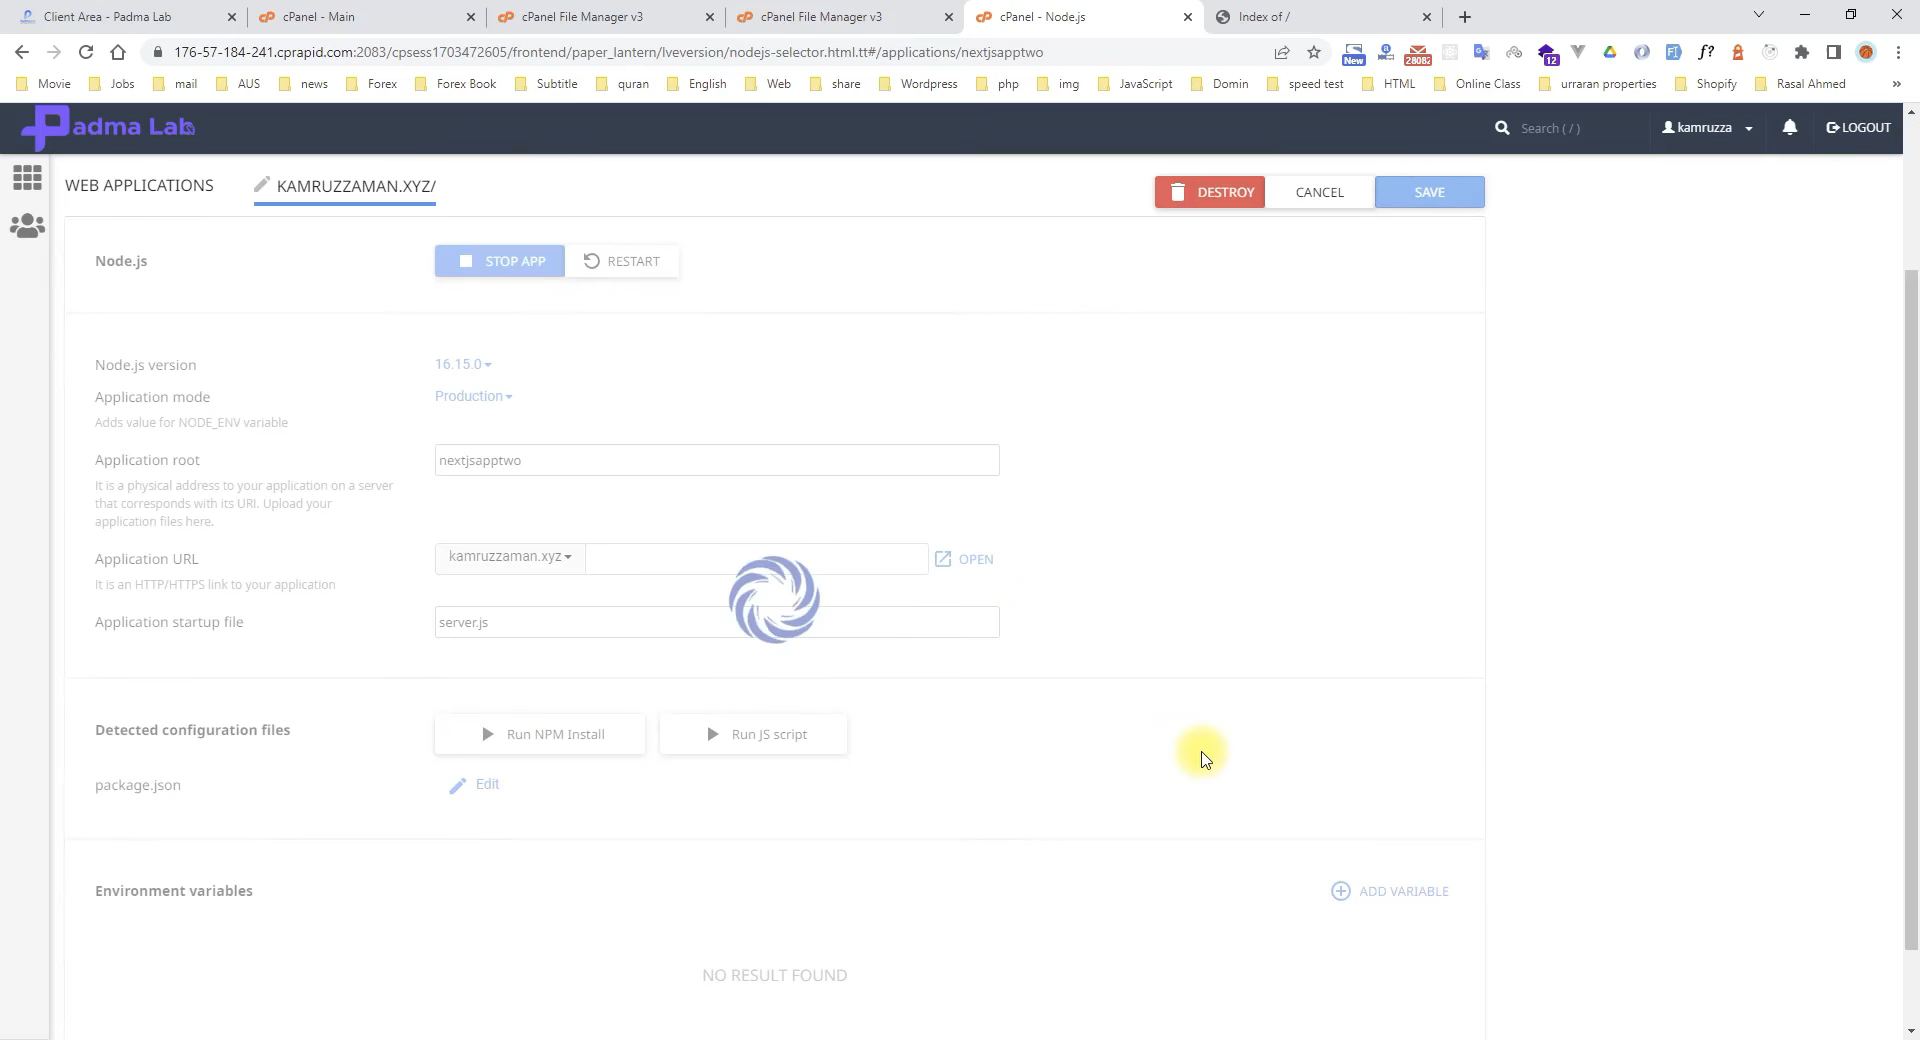 Client Area - Padma Lab
cPanel - Main
cPanel File Manager v3
cPanel File Manager v3
cPanel - Node.js
Index of /
176-57-184-241.cprapid.com:2083/cpsess1703472605/frontend/paper_lantern/lveversion/nodejs-selector.html.tt#/applications/nextjsapptwo
New
28082
12
f?
Movie
Jobs
mail
AUS
news
Forex
Forex Book
Subtitle
quran
English
Web
share
Wordpress
php
img
JavaScript
Domin
speed test
HTML
Online Class
urraran properties
Shopify
Rasal Ahmed
»
Padma Lab
Search ( / )
kamruzza
LOGOUT
WEB APPLICATIONS
KAMRUZZAMAN.XYZ/
DESTROY
CANCEL
SAVE
Node.js
STOP APP
RESTART
Node.js version
16.15.0
Application mode
Production
Adds value for NODE_ENV variable
Application root
nextjsapptwo
It is a physical address to your application on a server
that corresponds with its URI. Upload your
application files here.
Application URL
kamruzzaman.xyz
OPEN
It is an HTTP/HTTPS link to your application
Application startup file
server.js
Detected configuration files
Run NPM Install
Run JS script
package.json
Edit
Environment variables
ADD VARIABLE
NO RESULT FOUND